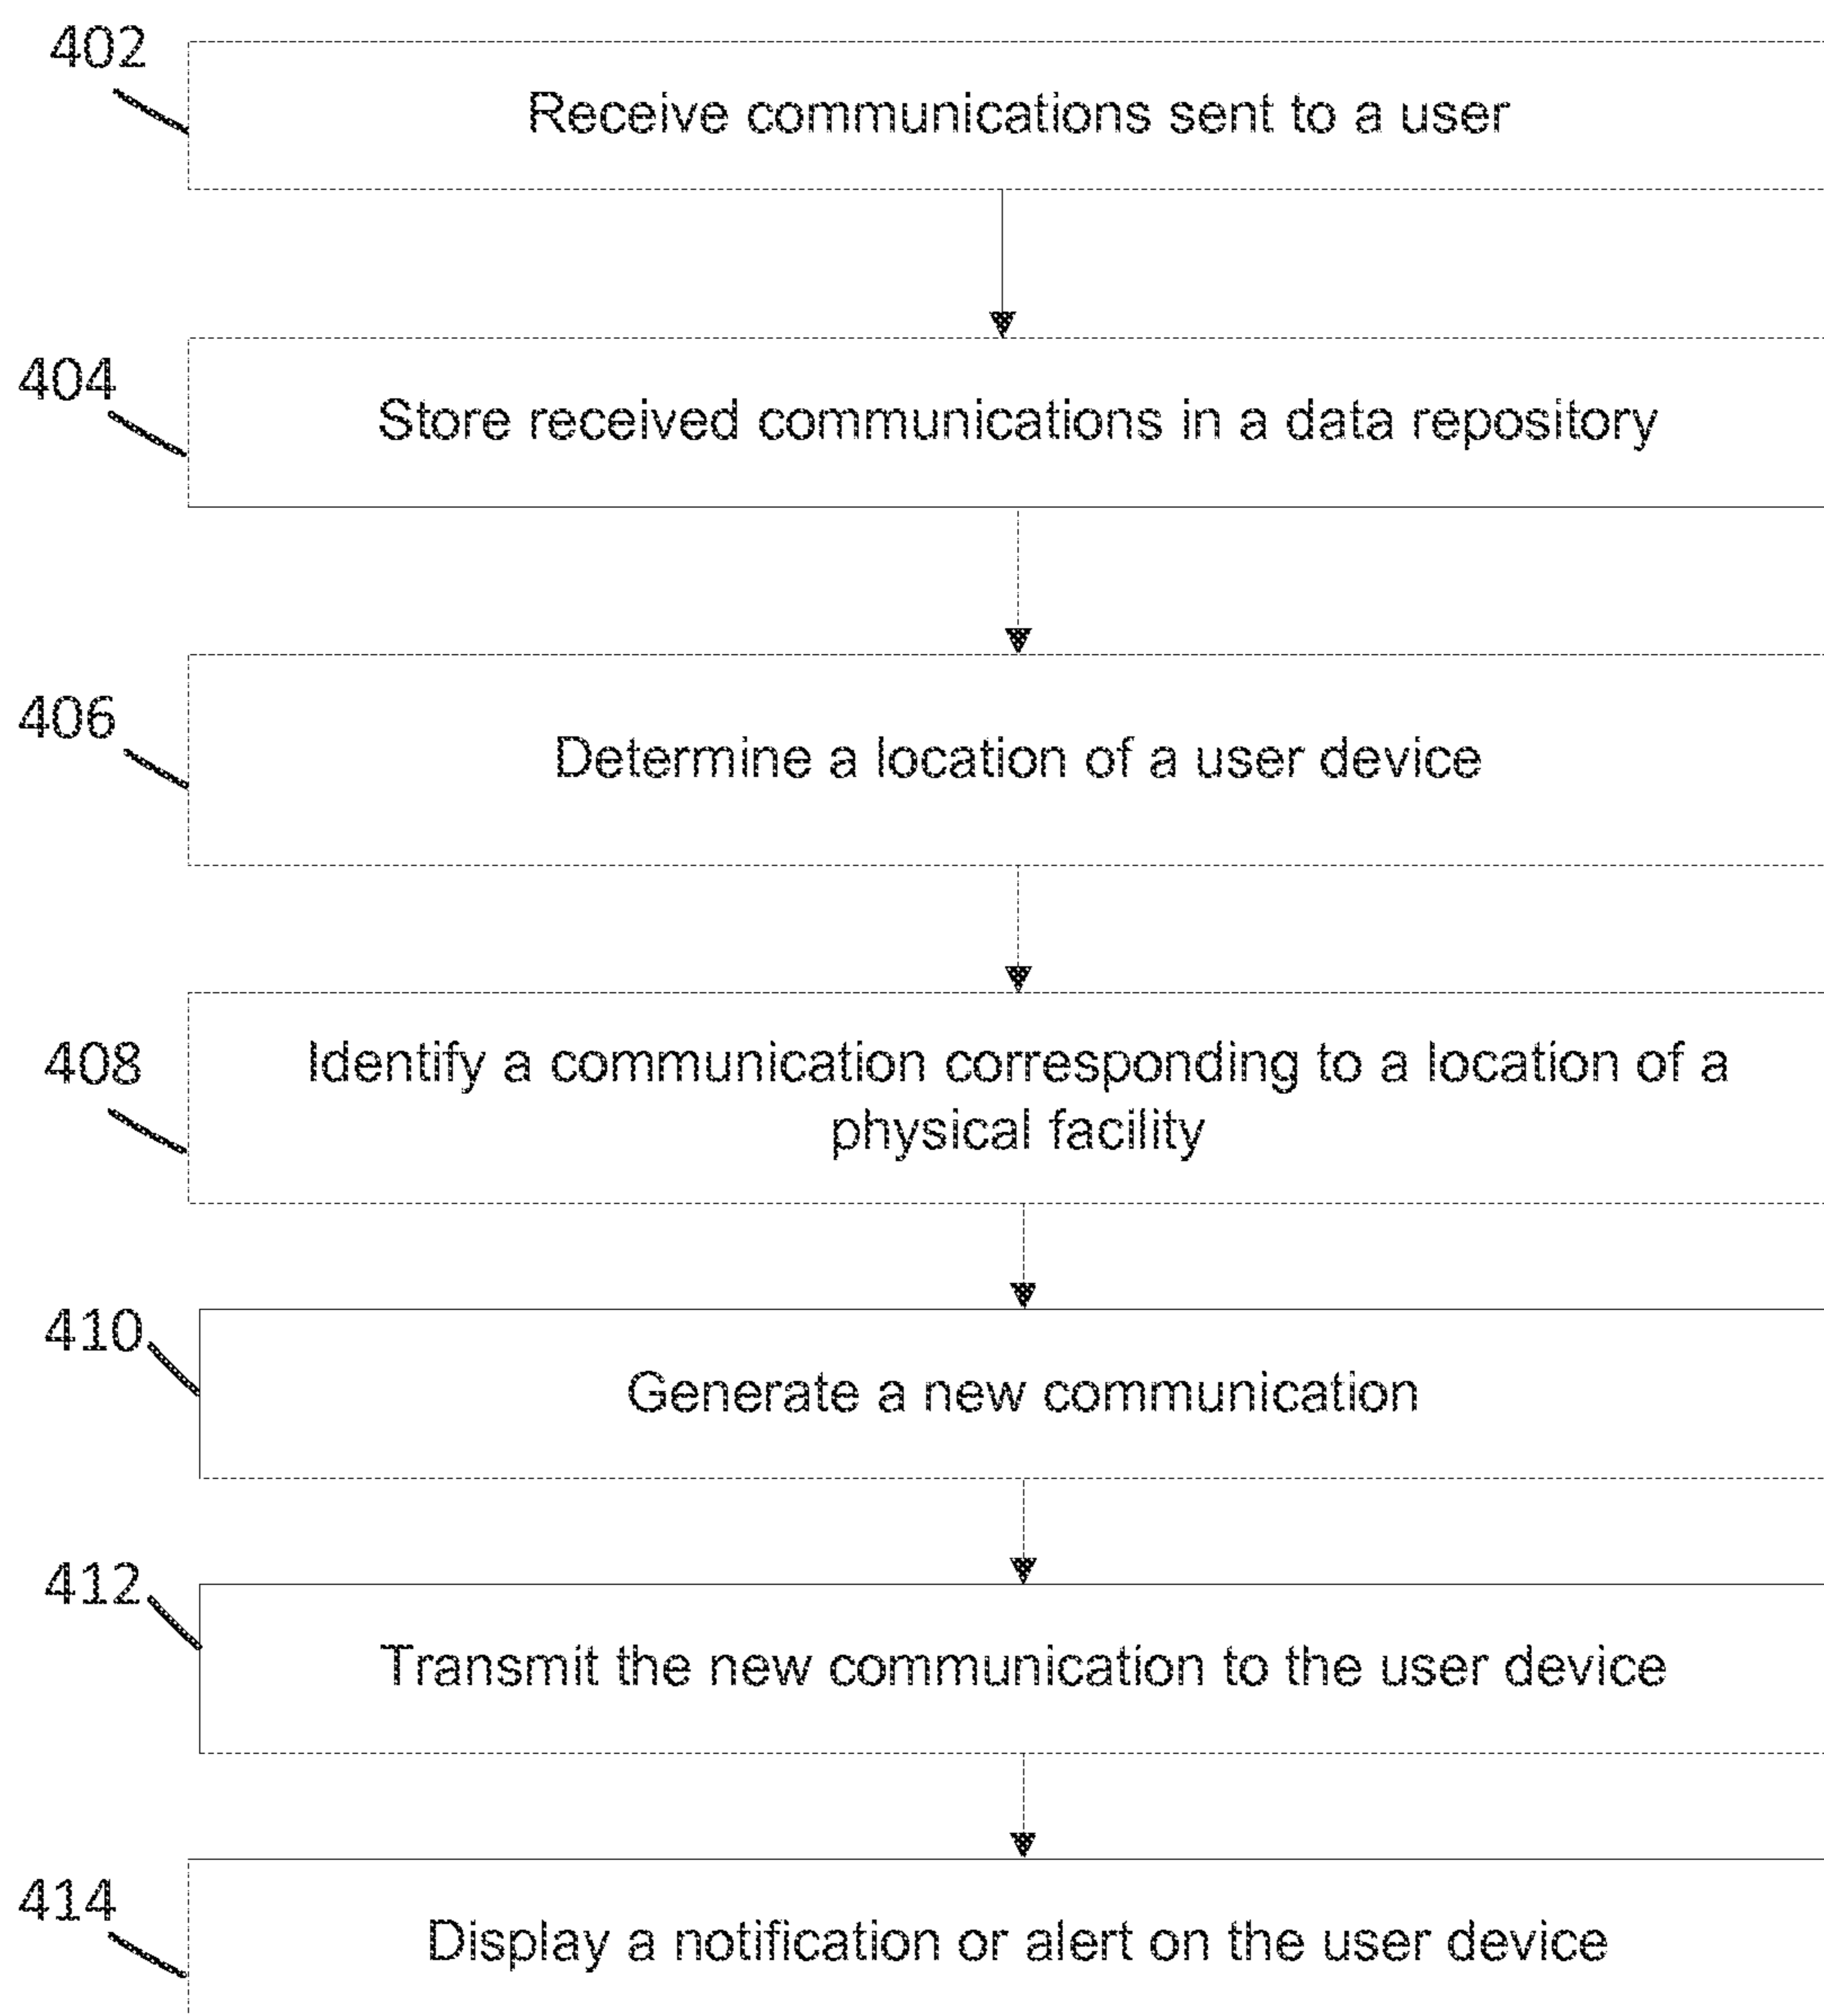 402
Receive communications sent to a user
404
Store received communications in a data repository
406
Determine a location of a user device
408
Identify a communication corresponding to a location of a
physical facility
410
Generate a new communication
412
Transmit the new communication to the user device
414
Display a notification or alert on the user device